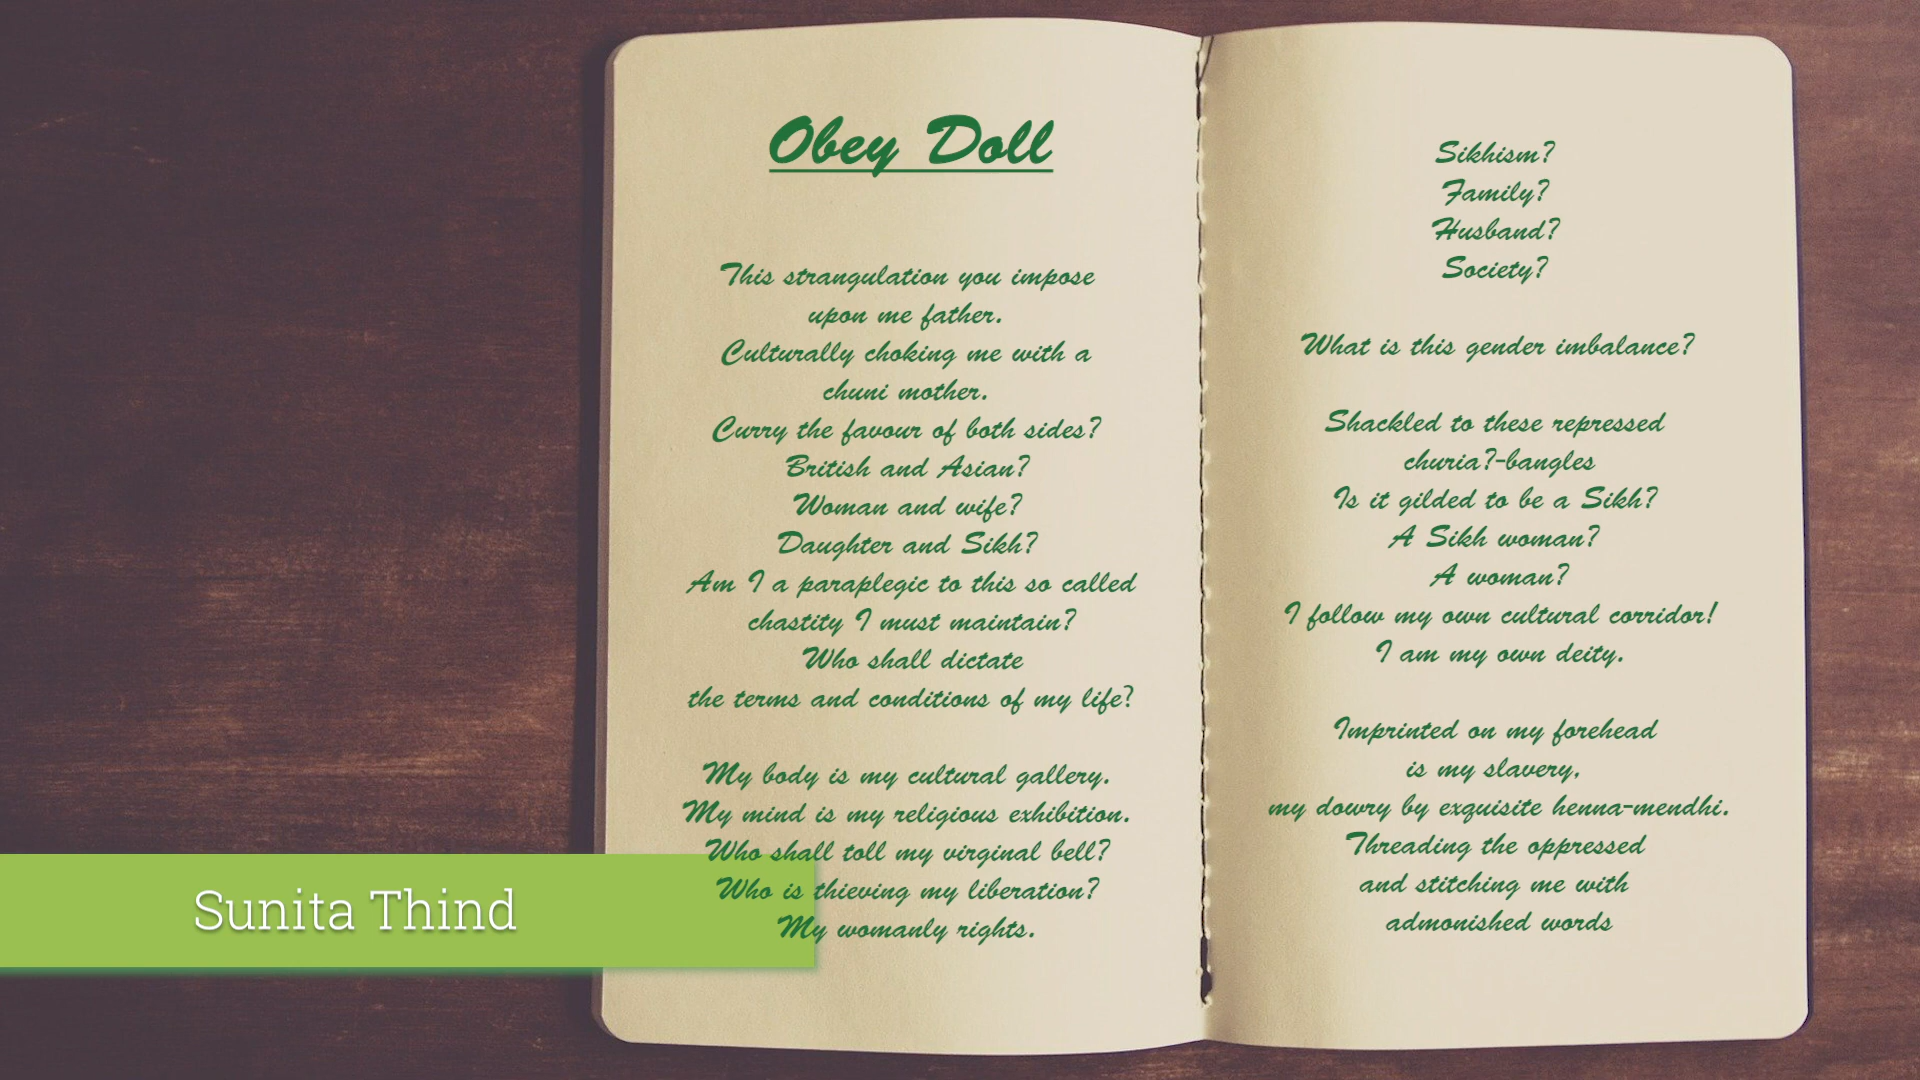 Obey Doll
This strangulation you impose
upon me father.
Culturally choking me with a
chuni mother.
Curry the favour of both sides?
British and Asian?
Woman and wife?
Daughter and Sikh?
Am I a paraplegic to this so called
chastity I must maintain?
Who shall dictate
the terms and conditions of my life?
My body is my cultural gallery.
My mind is my religious exhibition.
Who shall toll my virginal bell?
Who is thieving my liberation?
My womanly rights.
Sikhism?
Family?
Husband?
Society?
What is this gender imbalance?
Shackled to these repressed
churia?-bangles
Is it gilded to be a Sikh?
A Sikh woman?
A woman?
I follow my own cultural corridor!
I am my own deity.
Imprinted on my forehead
is my slavery,
my dowry by exquisite henna-mendhi.
Threading the oppressed
and stitching me with
admonished words
Sunita Thind